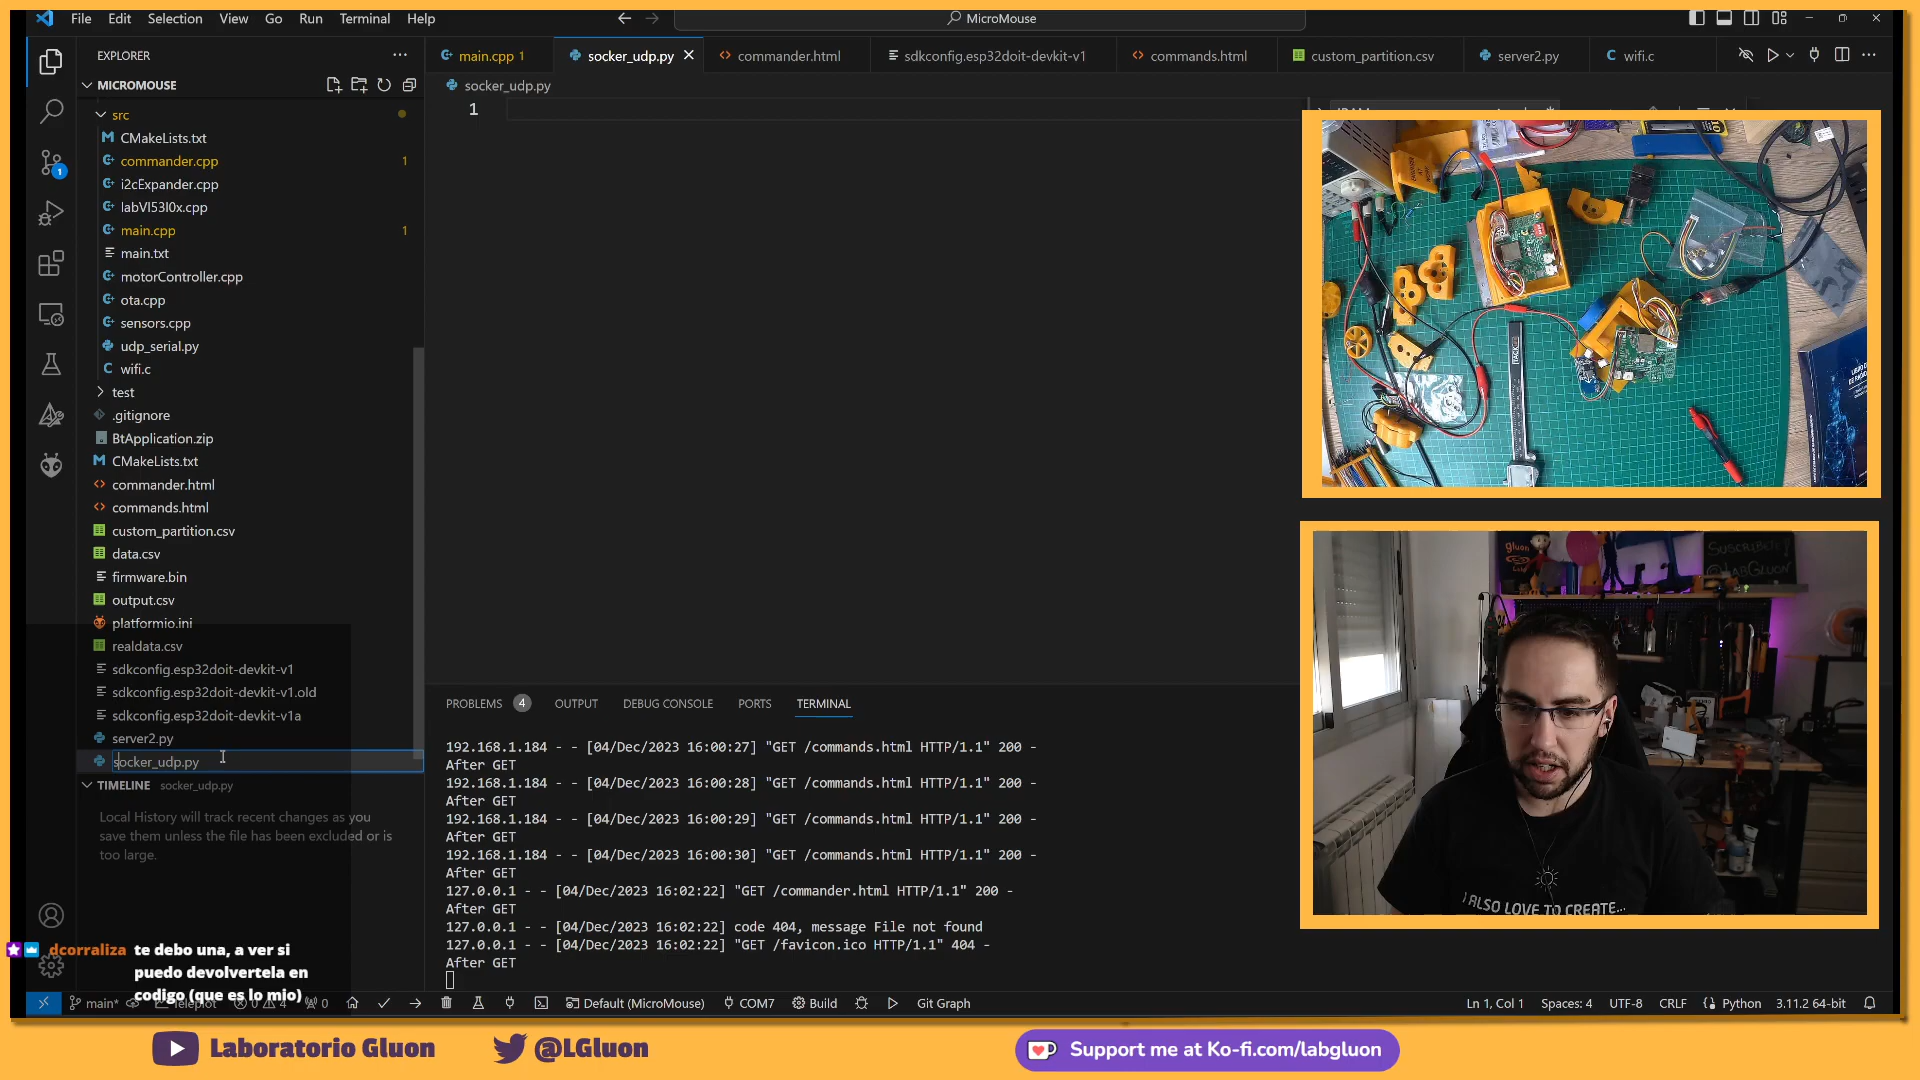 File Edit Selection View Go Run Terminal Help
MicroMouse
EXPLORER
main.cpp 1
socker_udp.py
commander.html
sdkconfig.esp32doit-devkit-v1
commands.html
custom_partition.csv
server2.py
wifi.c
MICROMOUSE
socker_udp.py
1
src
CMakeLists.txt
commander.cpp 1
i2cExpander.cpp
labVl53l0x.cpp
main.cpp 1
main.txt
motorController.cpp
ota.cpp
sensors.cpp
udp_serial.py
wifi.c
test
.gitignore
BtApplication.zip
CMakeLists.txt
commander.html
commands.html
custom_partition.csv
data.csv
firmware.bin
output.csv
platformio.ini
realdata.csv
sdkconfig.esp32doit-devkit-v1
sdkconfig.esp32doit-devkit-v1.old
sdkconfig.esp32doit-devkit-v1a
server2.py
socker_udp.py
TIMELINE socker_udp.py
Local History will track recent changes as you
save them unless the file has been excluded or is
too large.
PROBLEMS 4 OUTPUT DEBUG CONSOLE PORTS TERMINAL
192.168.1.184 - - [04/Dec/2023 16:00:27] "GET /commands.html HTTP/1.1" 200 -
After GET
192.168.1.184 - - [04/Dec/2023 16:00:28] "GET /commands.html HTTP/1.1" 200 -
After GET
192.168.1.184 - - [04/Dec/2023 16:00:29] "GET /commands.html HTTP/1.1" 200 -
After GET
192.168.1.184 - - [04/Dec/2023 16:00:30] "GET /commands.html HTTP/1.1" 200 -
After GET
127.0.0.1 - - [04/Dec/2023 16:02:22] "GET /commander.html HTTP/1.1" 200 -
After GET
127.0.0.1 - - [04/Dec/2023 16:02:22] code 404, message File not found
127.0.0.1 - - [04/Dec/2023 16:02:22] "GET /favicon.ico HTTP/1.1" 404 -
After GET
SUSCRIBETE
@LABGLUON
gluon
I ALSO LOVE TO CREATE...
dcorraliza te debo una, a ver si
puedo devolvertela en
codigo (que es lo mio)
main* Teleplot 0 4 0 Default (MicroMouse) COM7 Build Git Graph
Ln 1, Col 1 Spaces: 4 UTF-8 CRLF Python 3.11.2 64-bit
Laboratorio Gluon
@LGluon
Support me at Ko-fi.com/labgluon